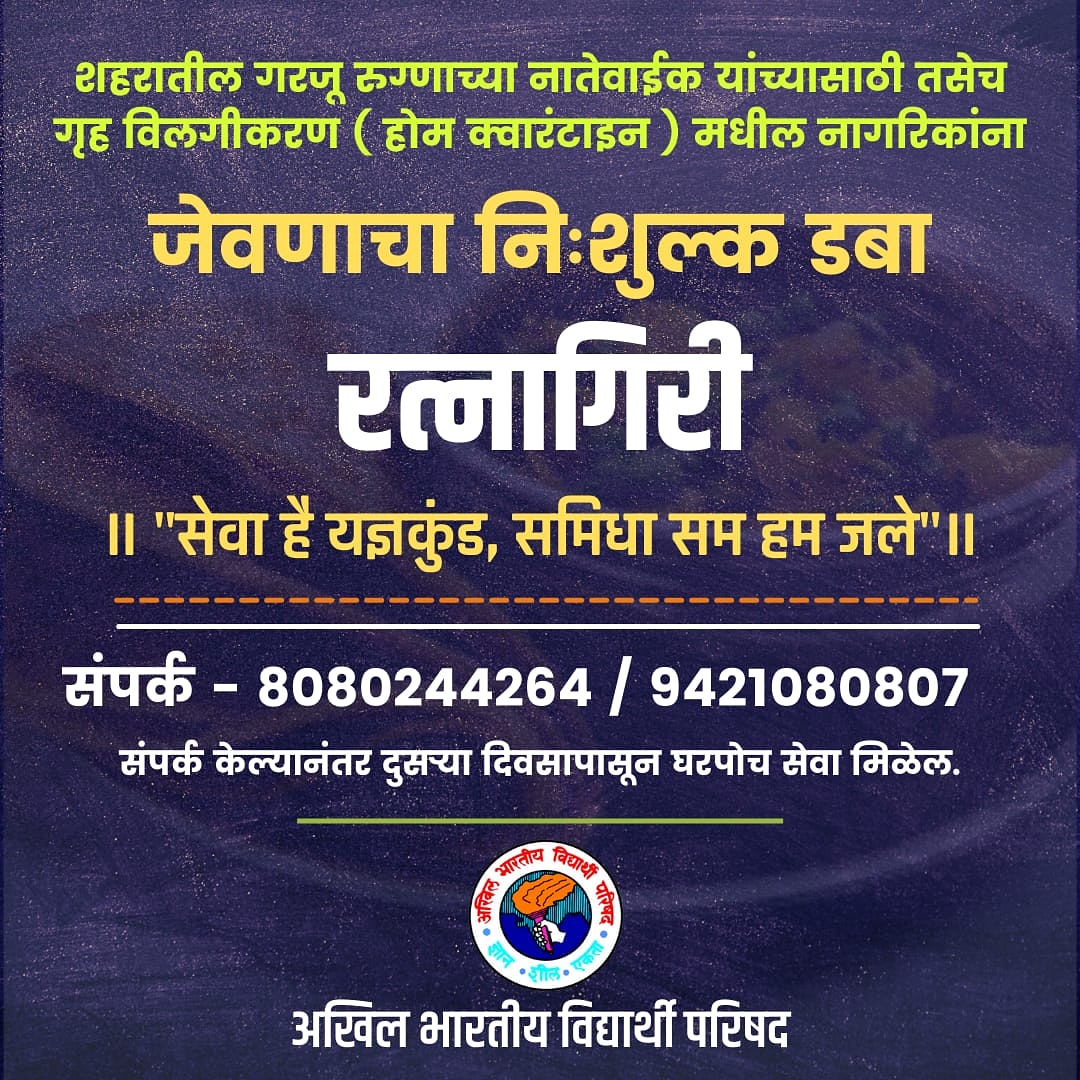 शहरातील गरजू रुग्णाच्या नातेवाईक यांच्यासाठी तसेच
गृह विलगीकरण ( होम क्वारंटाइन ) मधील नागरिकांना
जेवणाचा निःशुल्क डबा
रत्नागिरी
॥ "सेवा है यज्ञकुंड, समिधा सम हम जले"॥
संपर्क - 8080244264 / 9421080807
संपर्क केल्यानंतर दुसऱ्या दिवसापासून घरपोच सेवा मिळेल.
अखिल भारतीय विद्यार्थी परिषद
ज्ञान • शील • एकता
अखिल भारतीय विद्यार्थी परिषद